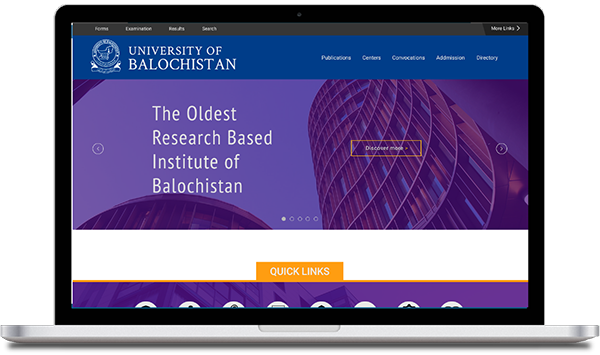 Forms Examination Results Search More Links
UNIVERSITY OF
BALOCHISTAN
Publications Centers Convocations Addmission Directory
The Oldest
Research Based
Institute of
Balochistan
Discover more »
QUICK LINKS